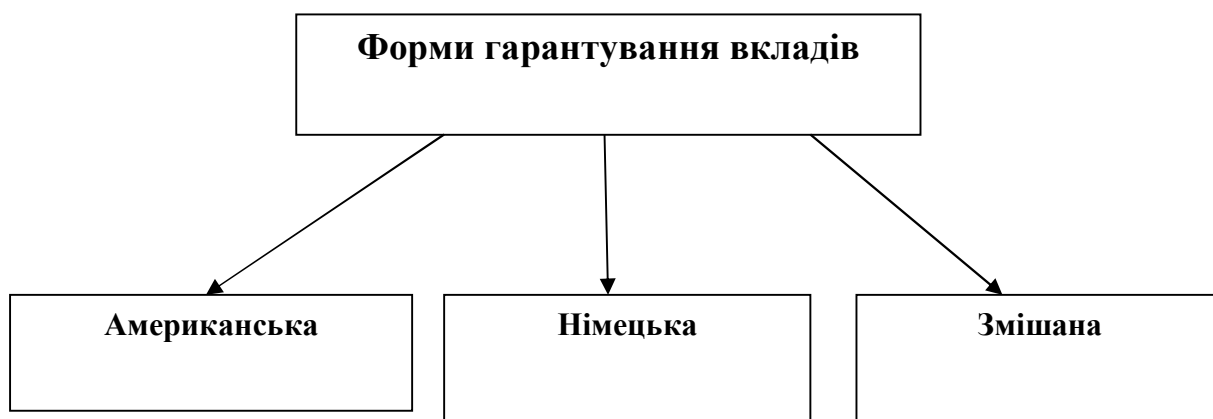 Форми гарантування вкладів
Американська
Німецька
Змішана